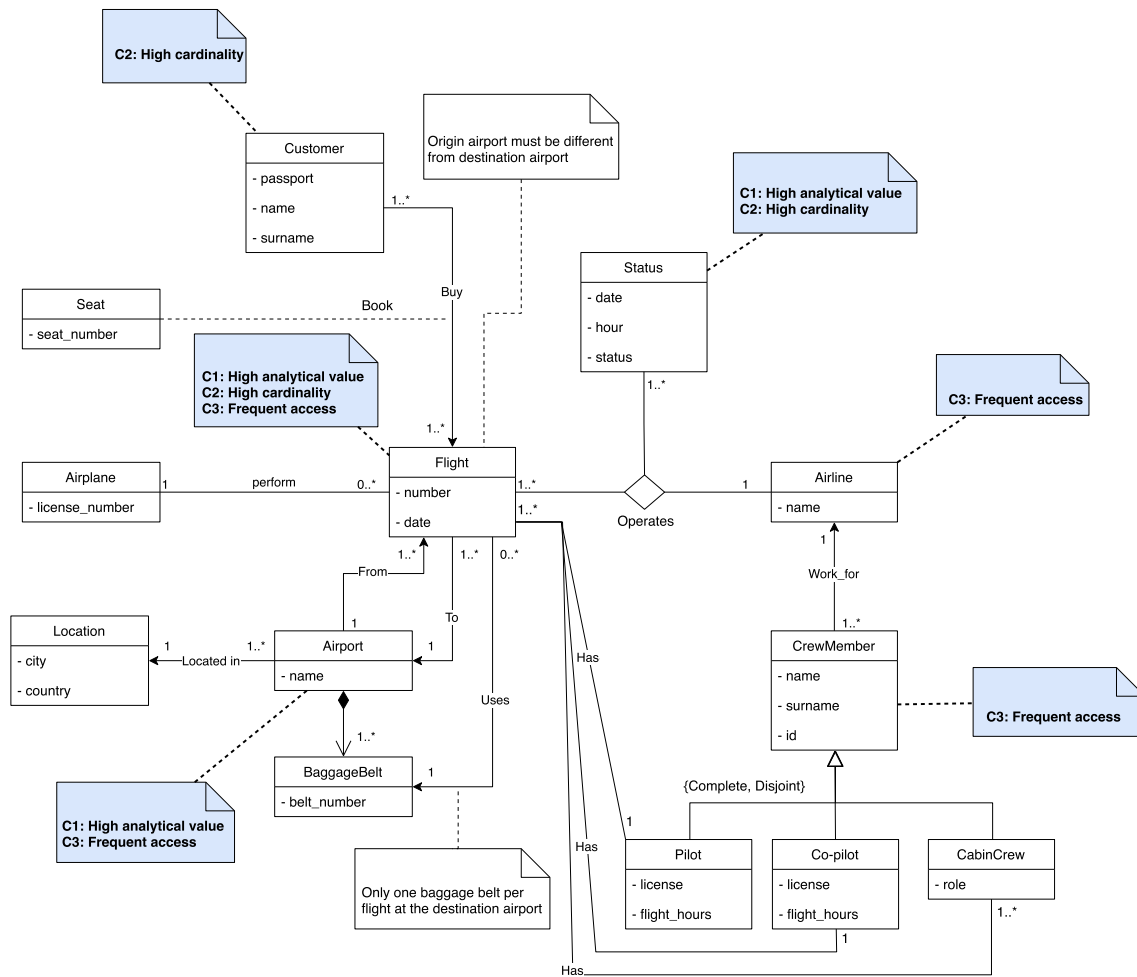 C2: High cardinality
Customer
- passport
- name
- surname
1..*
Origin airport must be different
from destination airport
C1: High analytical value
C2: High cardinality
Status
- date
- hour
- status
1..*
Buy
Book
Seat
- seat_number
C1: High analytical value
C2: High cardinality
C3: Frequent access
C3: Frequent access
1..*
Flight
- number
- date
Airplane
- license_number
1
perform
0..*
1..*
1..*
Operates
1
Airline
- name
1
Work_for
1..*
1..*
1..*
0..*
From
To
1
1
Location
- city
- country
1
Located in
1..*
Airport
- name
Uses
Has
CrewMember
- name
- surname
- id
C3: Frequent access
1..*
BaggageBelt
- belt_number
1
{Complete, Disjoint}
C1: High analytical value
C3: Frequent access
1
Pilot
- license
- flight_hours
Has
Co-pilot
- license
- flight_hours
1
CabinCrew
- role
1..*
Only one baggage belt per
flight at the destination airport
Has